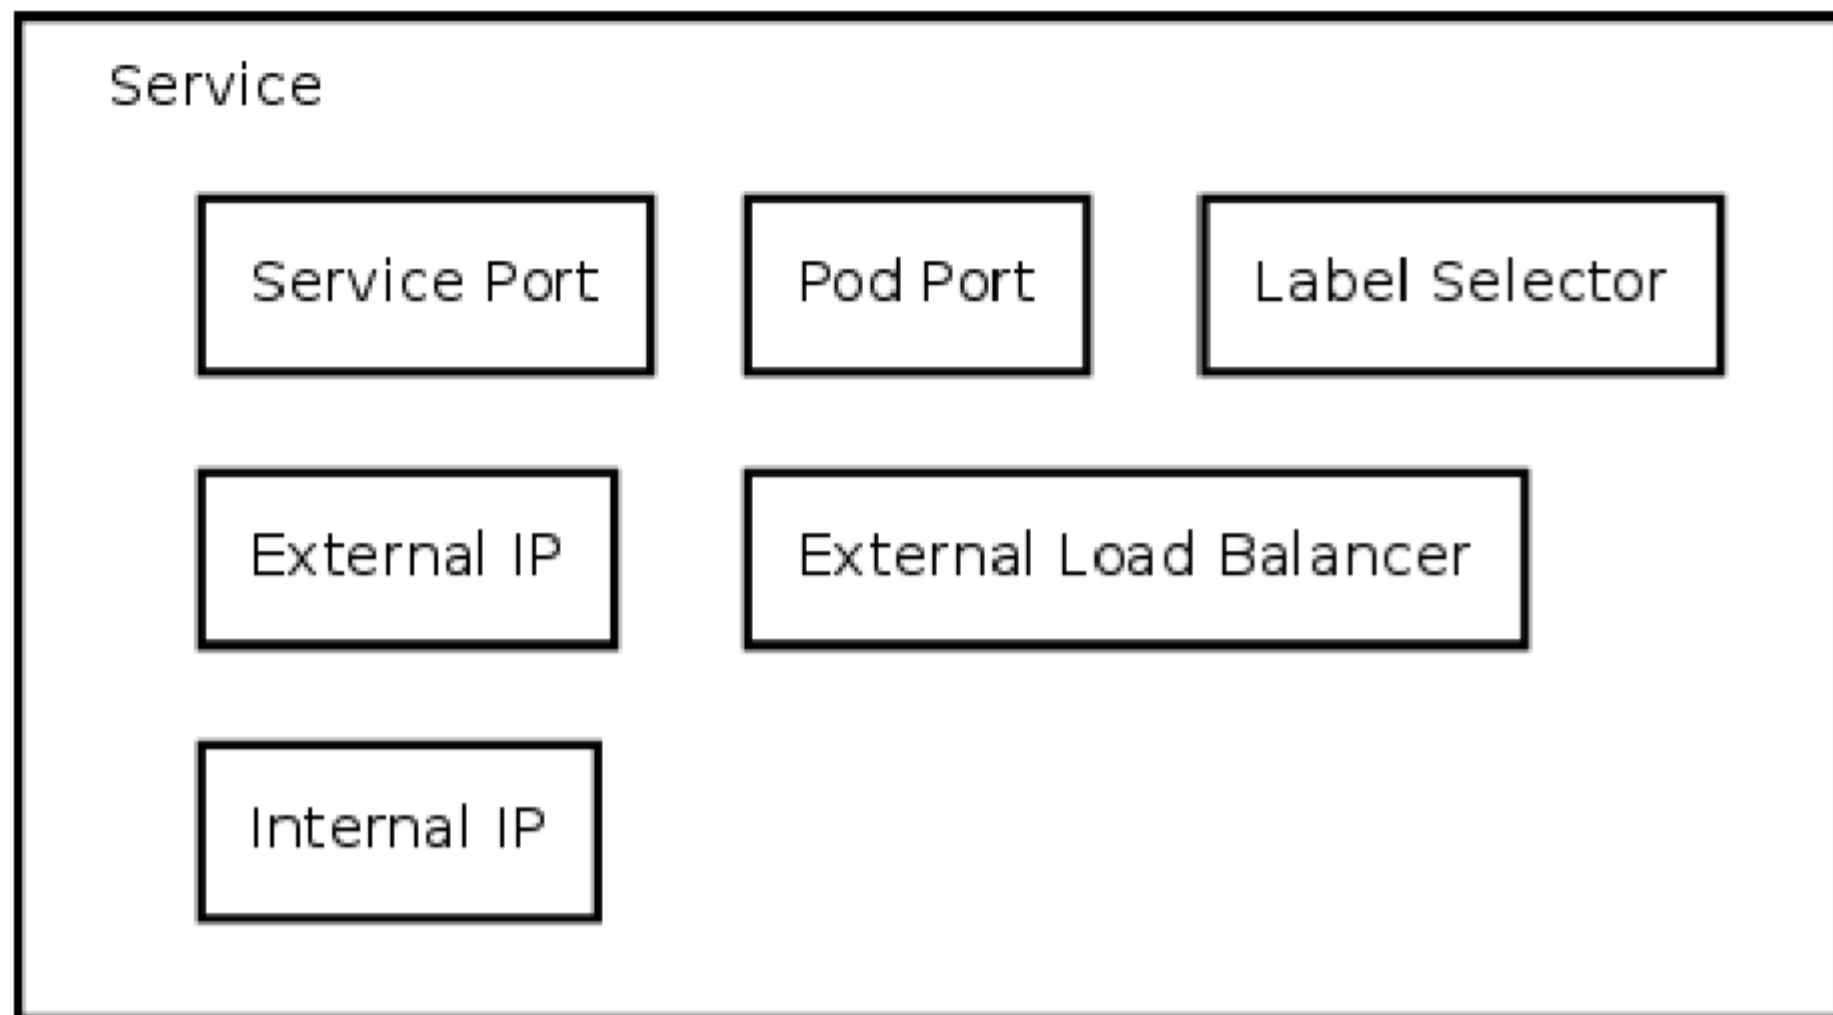 Service
Service Port
Pod Port
Label Selector
External IP
External Load Balancer
Internal IP